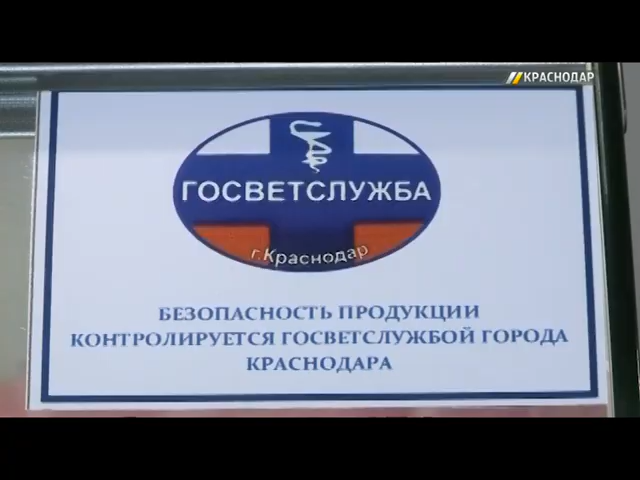 КРАСНОДАР
ГОСВЕТСЛУЖБА
г.Краснодар
БЕЗОПАСНОСТЬ ПРОДУКЦИИ
КОНТРОЛИРУЕТСЯ ГОСВЕТСЛУЖБОЙ ГОРОДА
КРАСНОДАРА